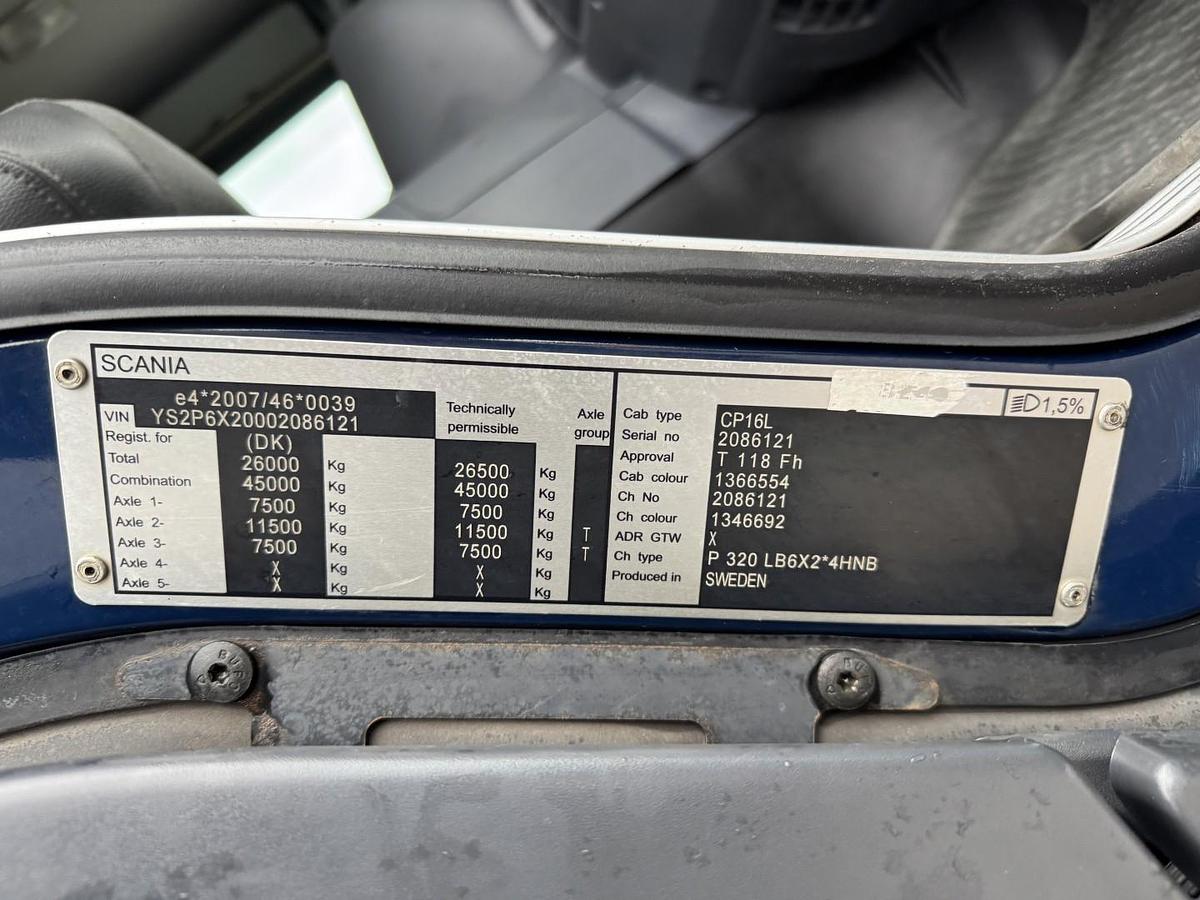 SCANIA
e4*2007/46*0039
VIN YS2P6X20002086121
Technically permissible
Axle group
Regist. for (DK)
Total 26000 Kg 26500 Kg
Combination 45000 Kg 45000 Kg
Axle 1- 7500 Kg 7500 Kg
Axle 2- 11500 Kg 11500 Kg T
Axle 3- 7500 Kg 7500 Kg T
Axle 4- X Kg X Kg
Axle 5- X Kg X Kg
1,5%
Cab type CP16L
Serial no 2086121
Approval T 118 Fh
Cab colour 1366554
Ch No 2086121
Ch colour 1346692
ADR GTW X
Ch type P 320 LB6X2*4HNB
Produced in SWEDEN
BUFO
BUFO